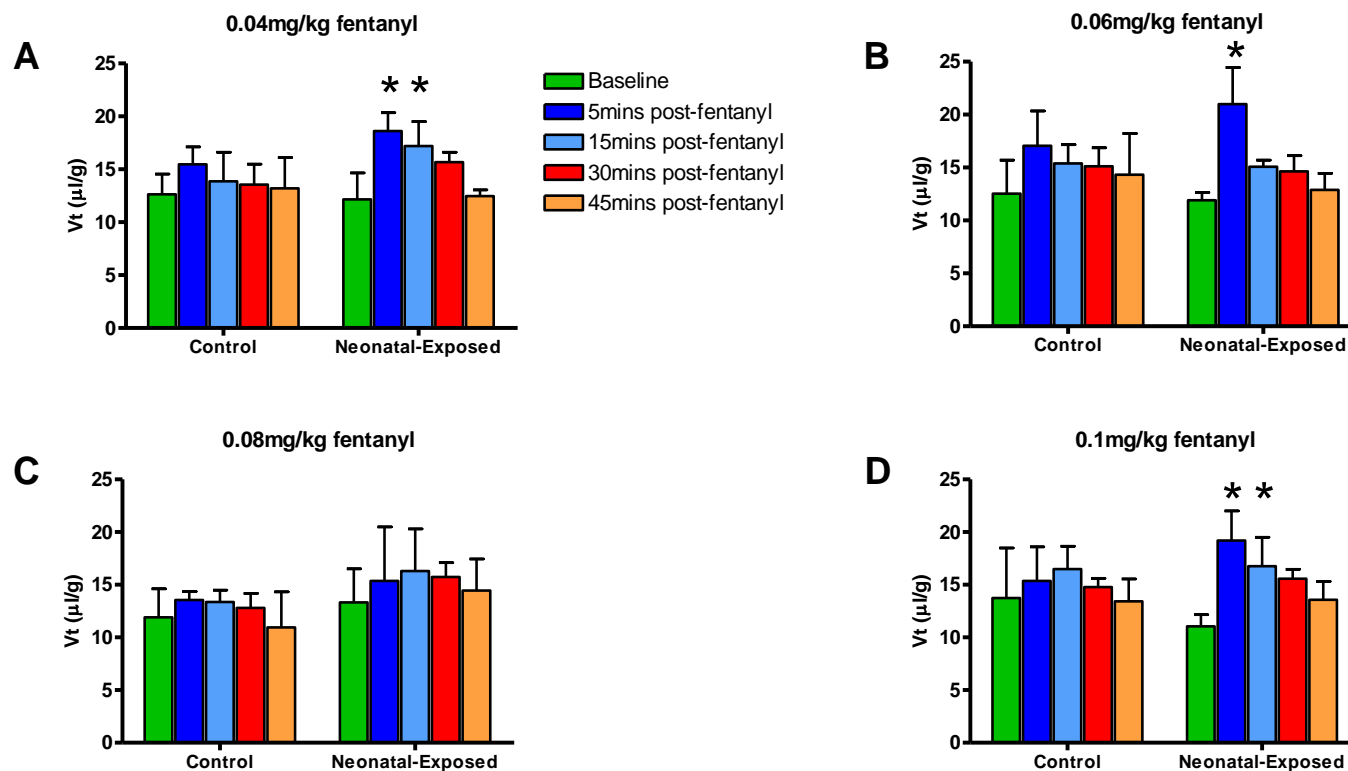 0.04mg/kg fentanyl
A
25
20
15
10
5
0
Vt (μl/g)
* *
Control
Neonatal-Exposed
Baseline
5mins post-fentanyl
15mins post-fentanyl
30mins post-fentanyl
45mins post-fentanyl
0.06mg/kg fentanyl
B
25
20
15
10
5
0
Vt (μl/g)
*
Control
Neonatal-Exposed
0.08mg/kg fentanyl
C
25
20
15
10
5
0
Vt (μl/g)
Control
Neonatal-Exposed
0.1mg/kg fentanyl
D
25
20
15
10
5
0
Vt (μl/g)
* *
Control
Neonatal-Exposed